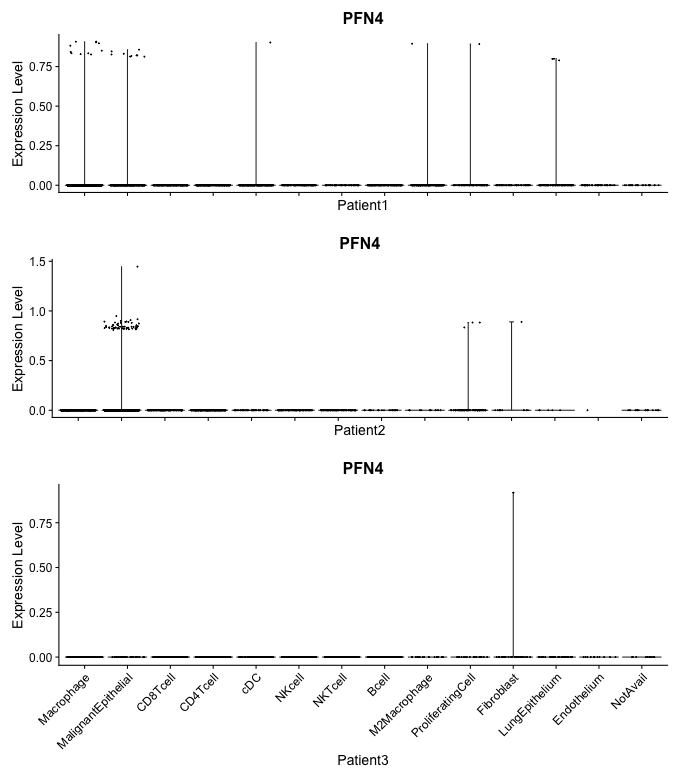 PFN4
Expression Level
0.75
0.50
0.25
0.00
Patient1
PFN4
Expression Level
1.5
1.0
0.5
0.0
Patient2
PFN4
Expression Level
0.75
0.50
0.25
0.00
Macrophage
MalignantEpithelial
CD8Tcell
CD4Tcell
cDC
NKcell
NKTcell
Bcell
M2Macrophage
ProliferatingCell
Fibroblast
LungEpithelium
Endothelium
NotAvail
Patient3